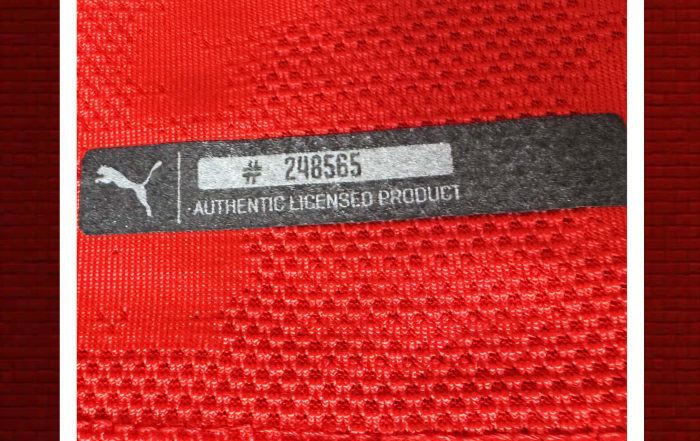 # 248565
AUTHENTIC LICENSED PRODUCT